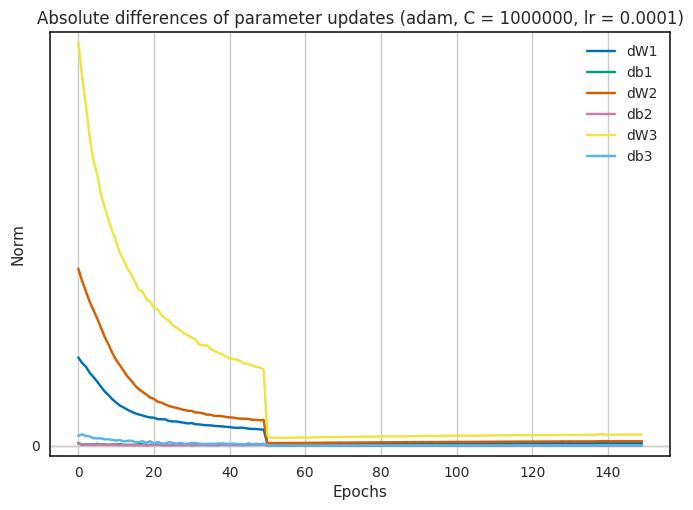 Absolute differences of parameter updates (adam, C = 1000000, lr = 0.0001)
dW1
db1
dW2
db2
dW3
db3
Norm
0
0 20 40 60 80 100 120 140
Epochs